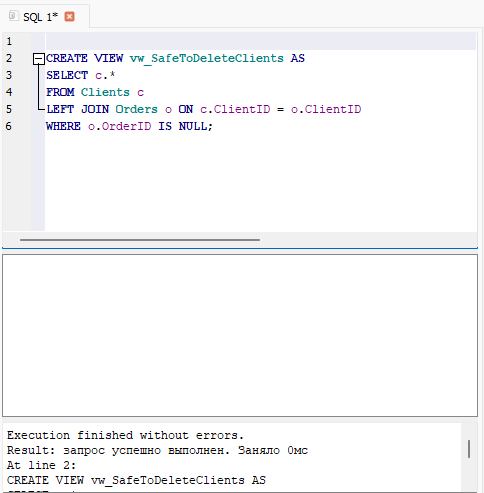 SQL 1*
1
2 CREATE VIEW vw_SafeToDeleteClients AS
3 SELECT c.*
4 FROM Clients c
5 LEFT JOIN Orders o ON c.ClientID = o.ClientID
6 WHERE o.OrderID IS NULL;
Execution finished without errors.
Result: запрос успешно выполнен. Заняло 0мс
At line 2:
CREATE VIEW vw_SafeToDeleteClients AS